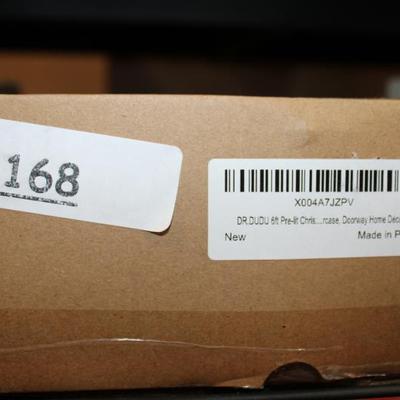 168
X004A7JZPV
DR.DUDU 6ft Pre-lit Chris....rcase, Doorway Home Deco
New Made in P